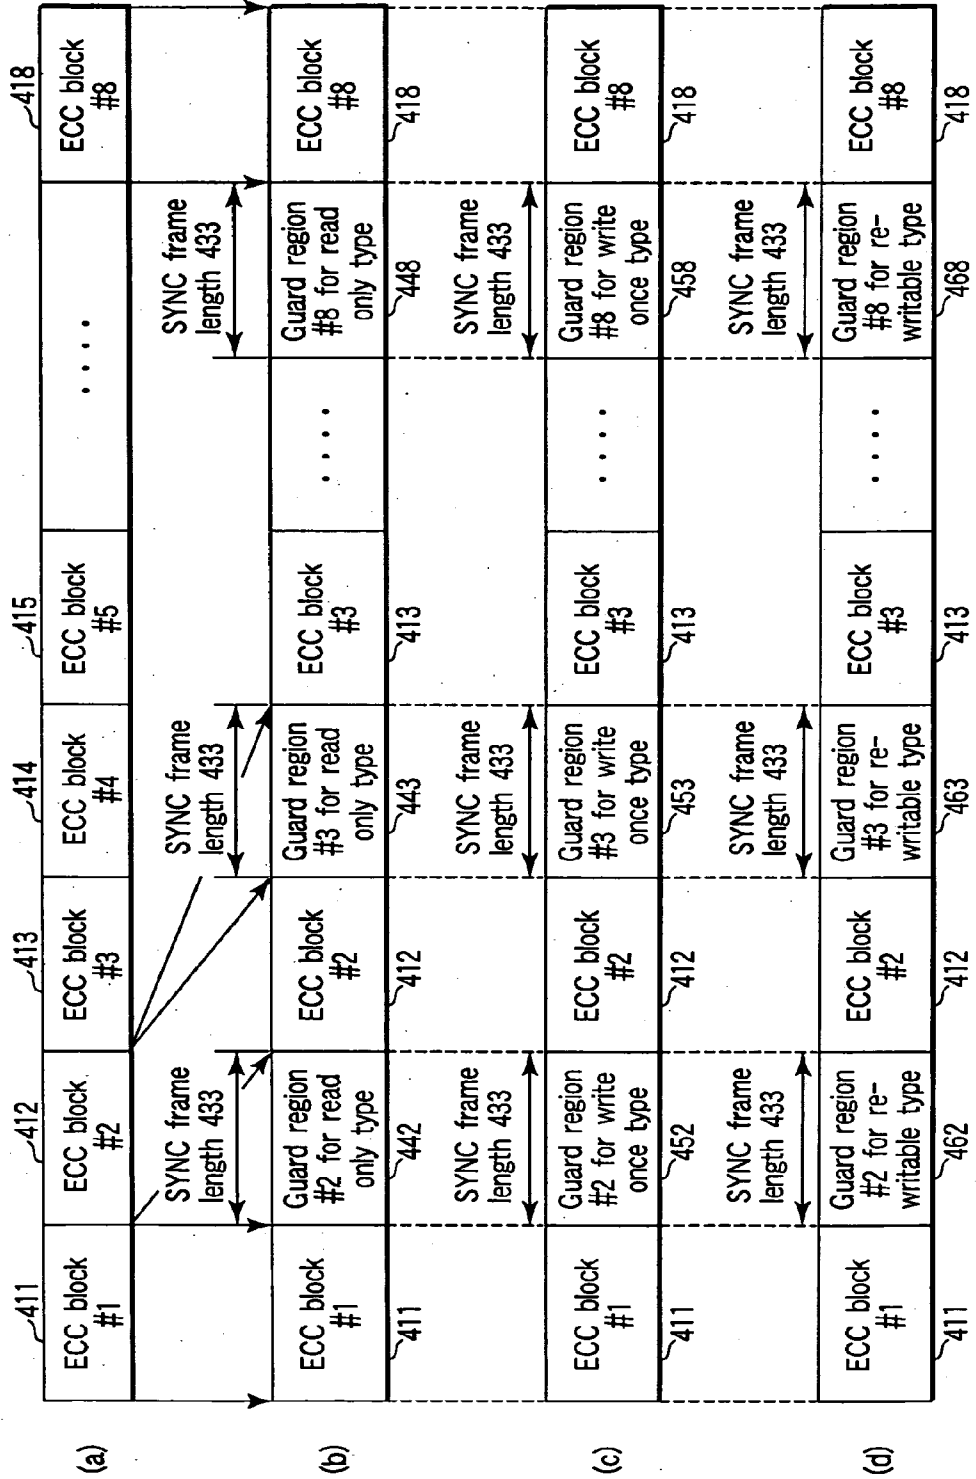 (a)
411
412
413
414
415
418
ECC block
#1
ECC block
#2
ECC block
#3
ECC block
#4
ECC block
#5
. . . .
ECC block
#8
SYNC frame
length 433
SYNC frame
length 433
SYNC frame
length 433
(b)
ECC block
#1
Guard region
#2 for read
only type
ECC block
#2
Guard region
#3 for read
only type
ECC block
#3
. . . .
Guard region
#8 for read
only type
ECC block
#8
411
442
412
443
413
448
418
SYNC frame
length 433
SYNC frame
length 433
SYNC frame
length 433
(c)
ECC block
#1
Guard region
#2 for write
once type
ECC block
#2
Guard region
#3 for write
once type
ECC block
#3
. . . .
Guard region
#8 for write
once type
ECC block
#8
411
452
412
453
413
458
418
SYNC frame
length 433
SYNC frame
length 433
SYNC frame
length 433
(d)
ECC block
#1
Guard region
#2 for re-
writable type
ECC block
#2
Guard region
#3 for re-
writable type
ECC block
#3
. . . .
Guard region
#8 for re-
writable type
ECC block
#8
411
462
412
463
413
468
418